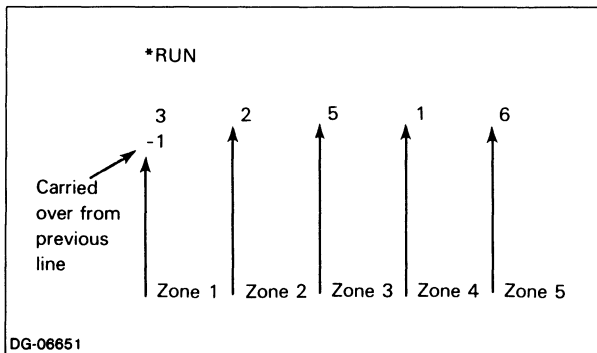 *RUN
3 2 5 1 6
-1
Carried
over from
previous
line
Zone 1 Zone 2 Zone 3 Zone 4 Zone 5
DG-06651